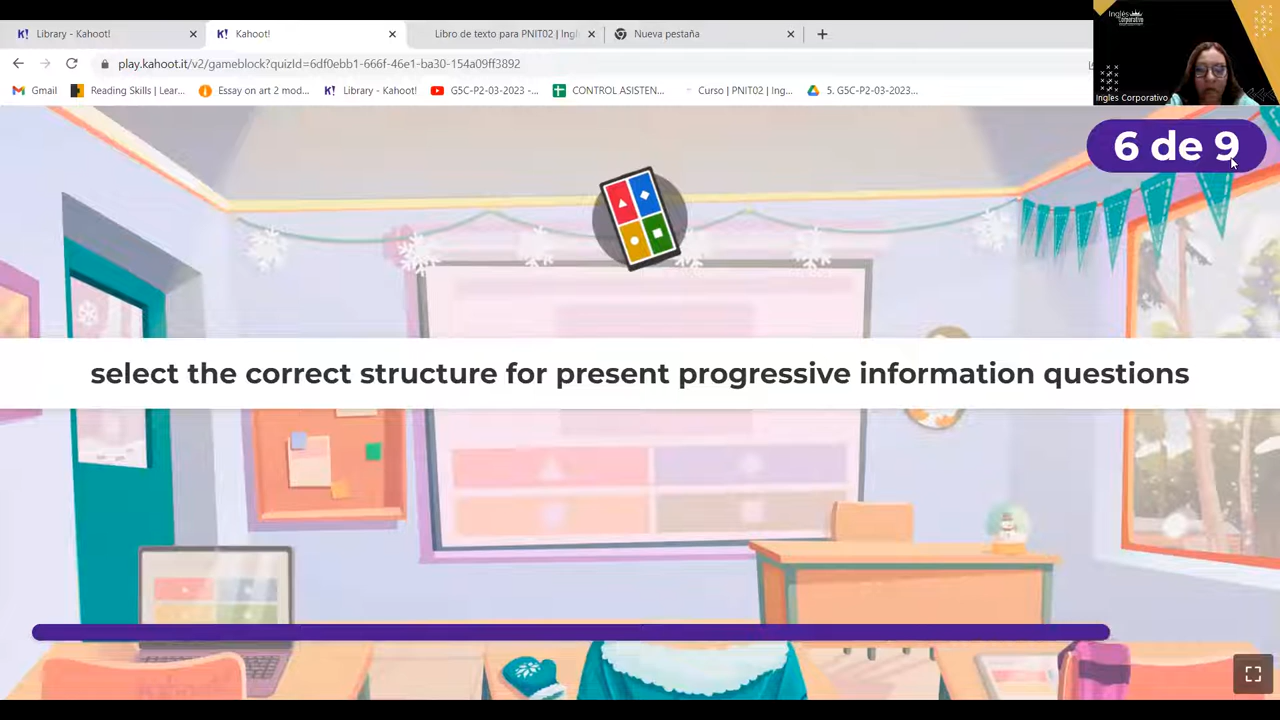 Library - Kahoot!
Kahoot!
Libro de texto para PNIT02 | Ingl
Nueva pestaña
play.kahoot.it/v2/gameblock?quizId=6df0ebb1-666f-46e1-ba30-154a09ff3892
Gmail
Reading Skills | Lear...
Essay on art 2 mod...
Library - Kahoot!
G5C-P2-03-2023 -...
CONTROL ASISTEN...
Curso | PNIT02 | Ing...
5. G5C-P2-03-2023...
Inglés
Corporativo
Ingles Corporativo
6 de 9
select the correct structure for present progressive information questions